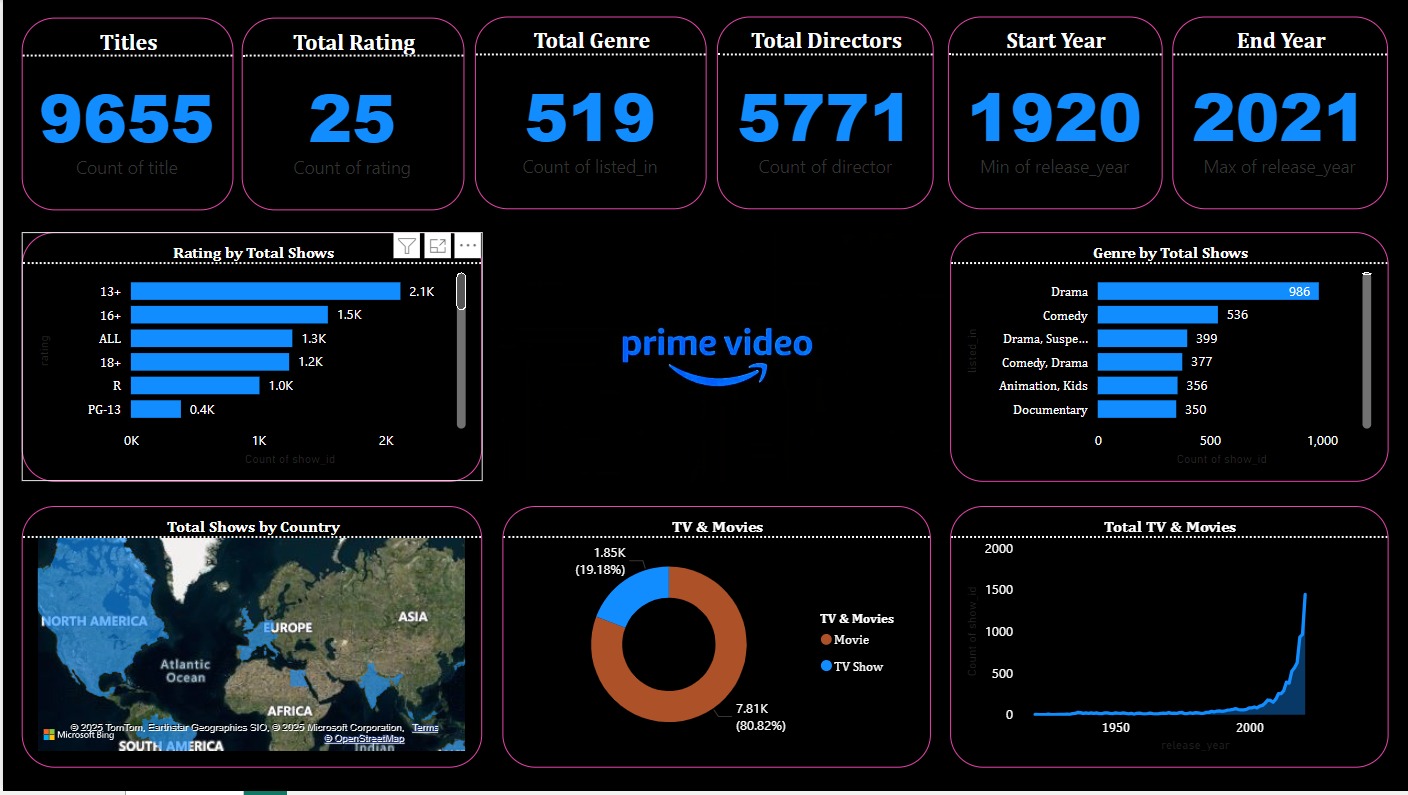 Titles
9655
Count of title
Total Rating
25
Count of rating
Total Genre
519
Count of listed_in
Total Directors
5771
Count of director
Start Year
1920
Min of release_year
End Year
2021
Max of release_year
Rating by Total Shows
rating
13+ 2.1K
16+ 1.5K
ALL 1.3K
18+ 1.2K
R 1.0K
PG-13 0.4K
0K 1K 2K
Count of show_id
prime video
Genre by Total Shows
listed_in
Drama 986
Comedy 536
Drama, Suspe... 399
Comedy, Drama 377
Animation, Kids 356
Documentary 350
0 500 1,000
Count of show_id
Total Shows by Country
NORTH AMERICA
EUROPE
ASIA
Atlantic
Ocean
AFRICA
© 2025 TomTom, Earthstar Geographics SIO, © 2025 Microsoft Corporation, Terms
Microsoft Bing
© OpenStreetMap
SOUTH AMERICA
Indian
TV & Movies
1.85K
(19.18%)
TV & Movies
Movie
TV Show
7.81K
(80.82%)
Total TV & Movies
Count of show_id
2000
1500
1000
500
0
1950 2000
release_year